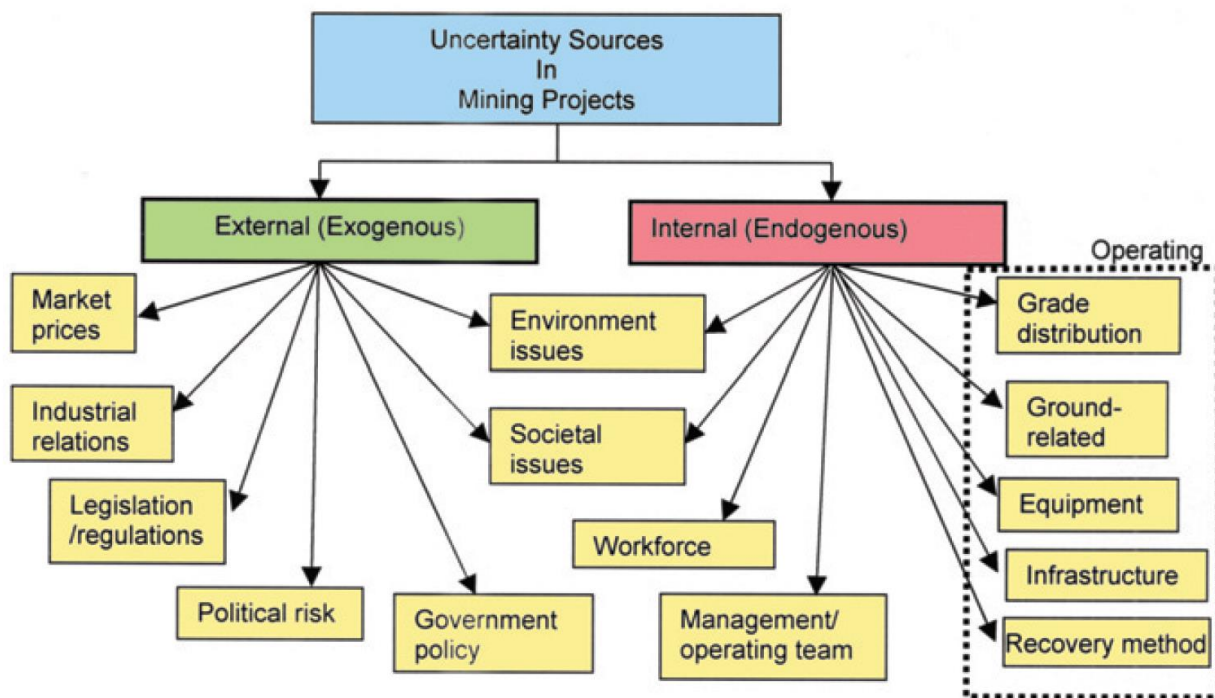 Uncertainty Sources
In
Mining Projects
External (Exogenous)
Internal (Endogenous)
Operating
Market
prices
Industrial
relations
Legislation
/regulations
Political risk
Government
policy
Environment
issues
Societal
issues
Workforce
Management/
operating team
Grade
distribution
Ground-
related
Equipment
Infrastructure
Recovery method